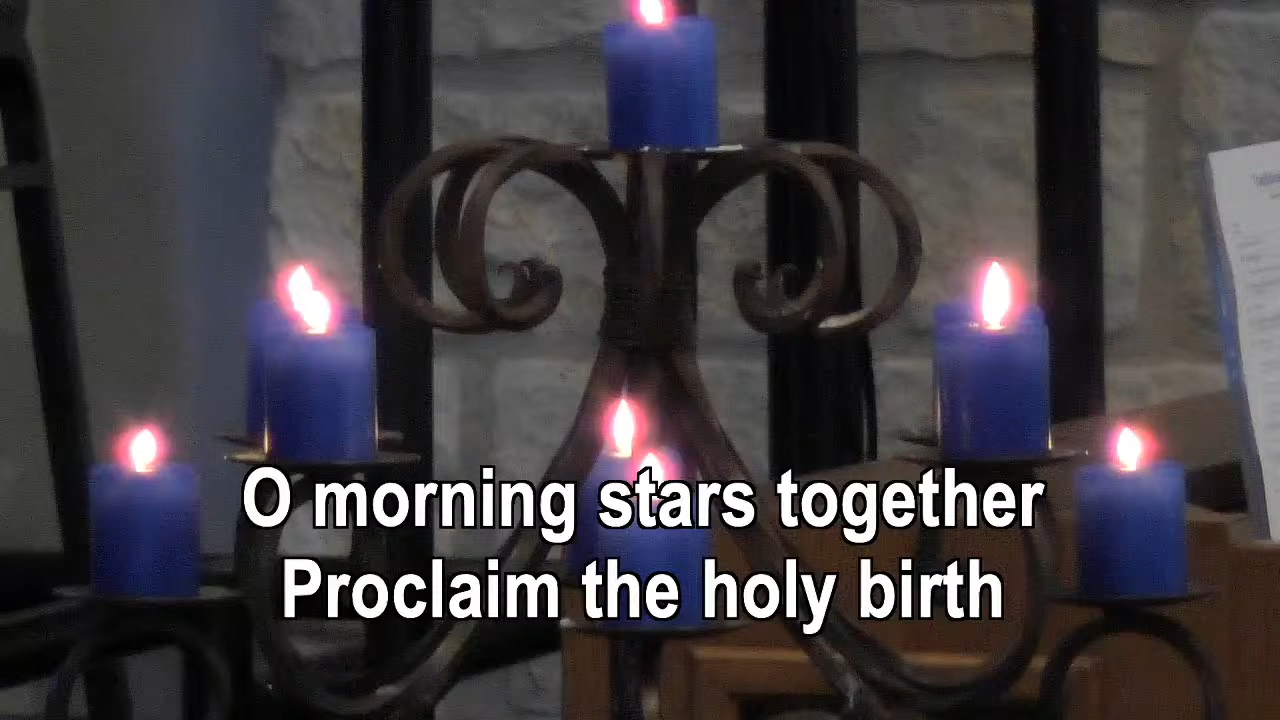 O morning stars together
Proclaim the holy birth